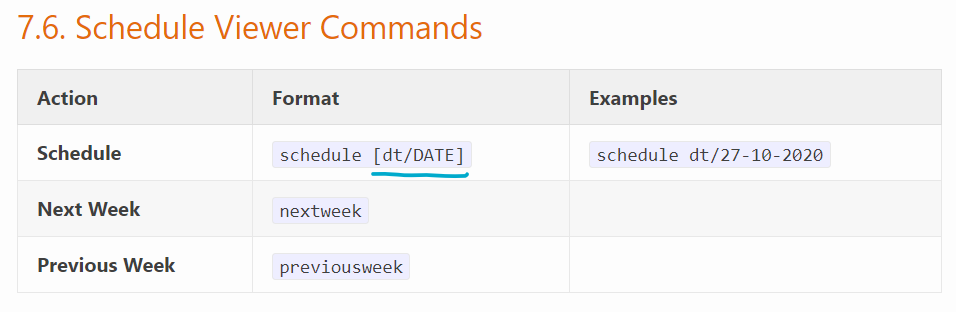 7.6. Schedule Viewer Commands
Action Format Examples
Schedule schedule [dt/DATE] schedule dt/27-10-2020
Next Week nextweek
Previous Week previousweek